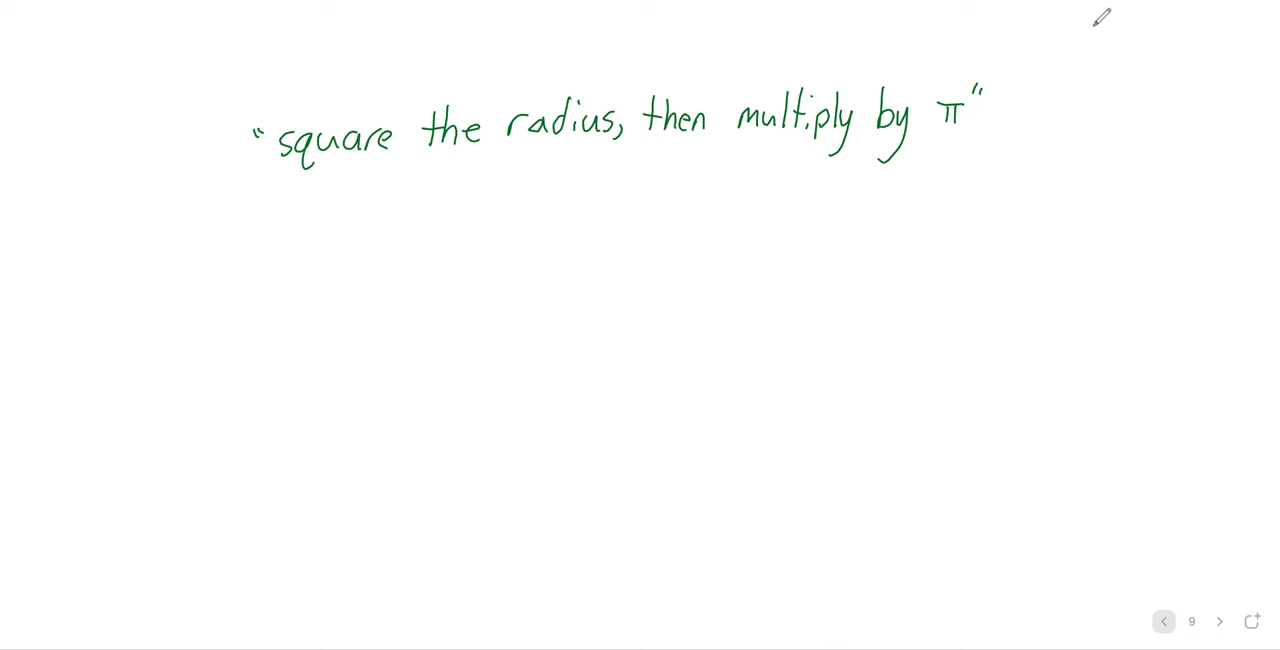 “square the radius, then multiply by π”
9